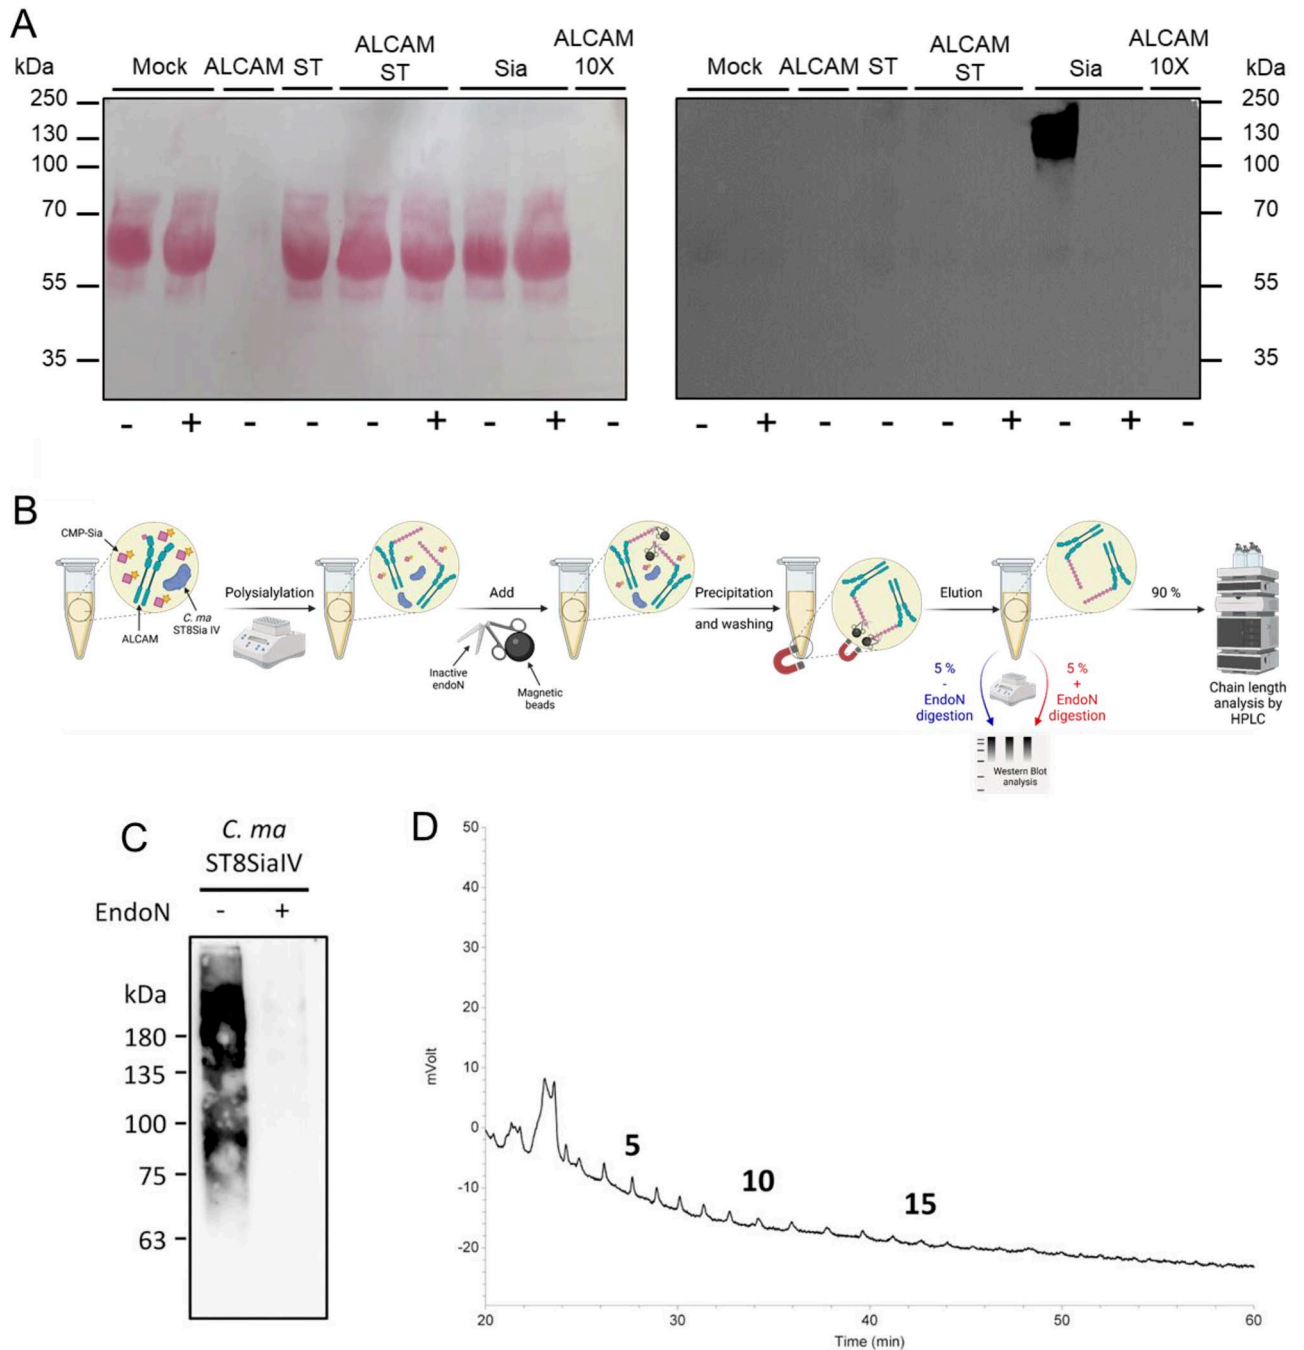 A
kDa
Mock ALCAM ST ALCAM ST Sia ALCAM 10X
250
130
100
70
55
35
- + - - - + - + -
Mock ALCAM ST ALCAM ST Sia ALCAM 10X
kDa
250
130
100
70
55
35
- + - - - + - + -
B
CMP-Sia
ALCAM
C. ma
ST8Sia IV
Polysialylation
Add
Inactive
endoN
Magnetic
beads
Precipitation
and washing
Elution
5 %
-
EndoN
digestion
5 %
+
EndoN
digestion
Western Blot
analysis
90 %
Chain length
analysis by
HPLC
C
C. ma
ST8SiaIV
EndoN - +
kDa
180
135
100
75
63
D
50
40
30
20
10
0
-10
-20
mVolt
5
10
15
20 30 40 50 60
Time (min)